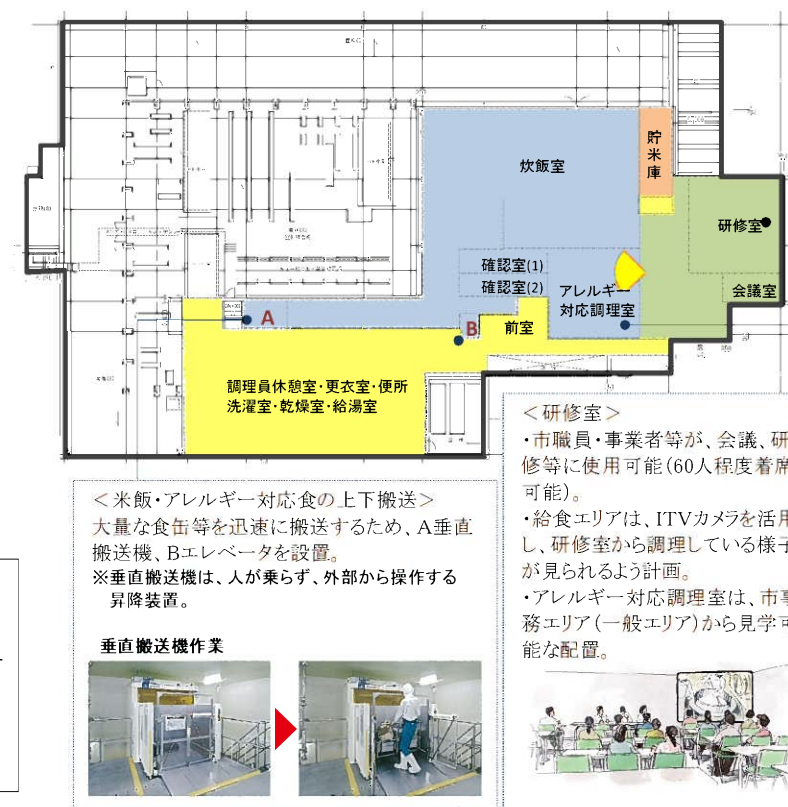 炊飯室
貯米庫
研修室
確認室(1)
確認室(2)
アレルギー
対応調理室
会議室
A
B
前室
調理員休憩室・更衣室・便所
洗濯室・乾燥室・給湯室
＜研修室＞
・市職員・事業者等が、会議、研
修等に使用可能(60人程度着席
可能)。
・給食エリアは、ITVカメラを活用
し、研修室から調理している様子
が見られるよう計画。
・アレルギー対応調理室は、市事
務エリア(一般エリア)から見学可
能な配置。
＜米飯・アレルギー対応食の上下搬送＞
大量な食缶等を迅速に搬送するため、A垂直
搬送機、Bエレベータを設置。
※垂直搬送機は、人が乗らず、外部から操作する
昇降装置。
垂直搬送機作業